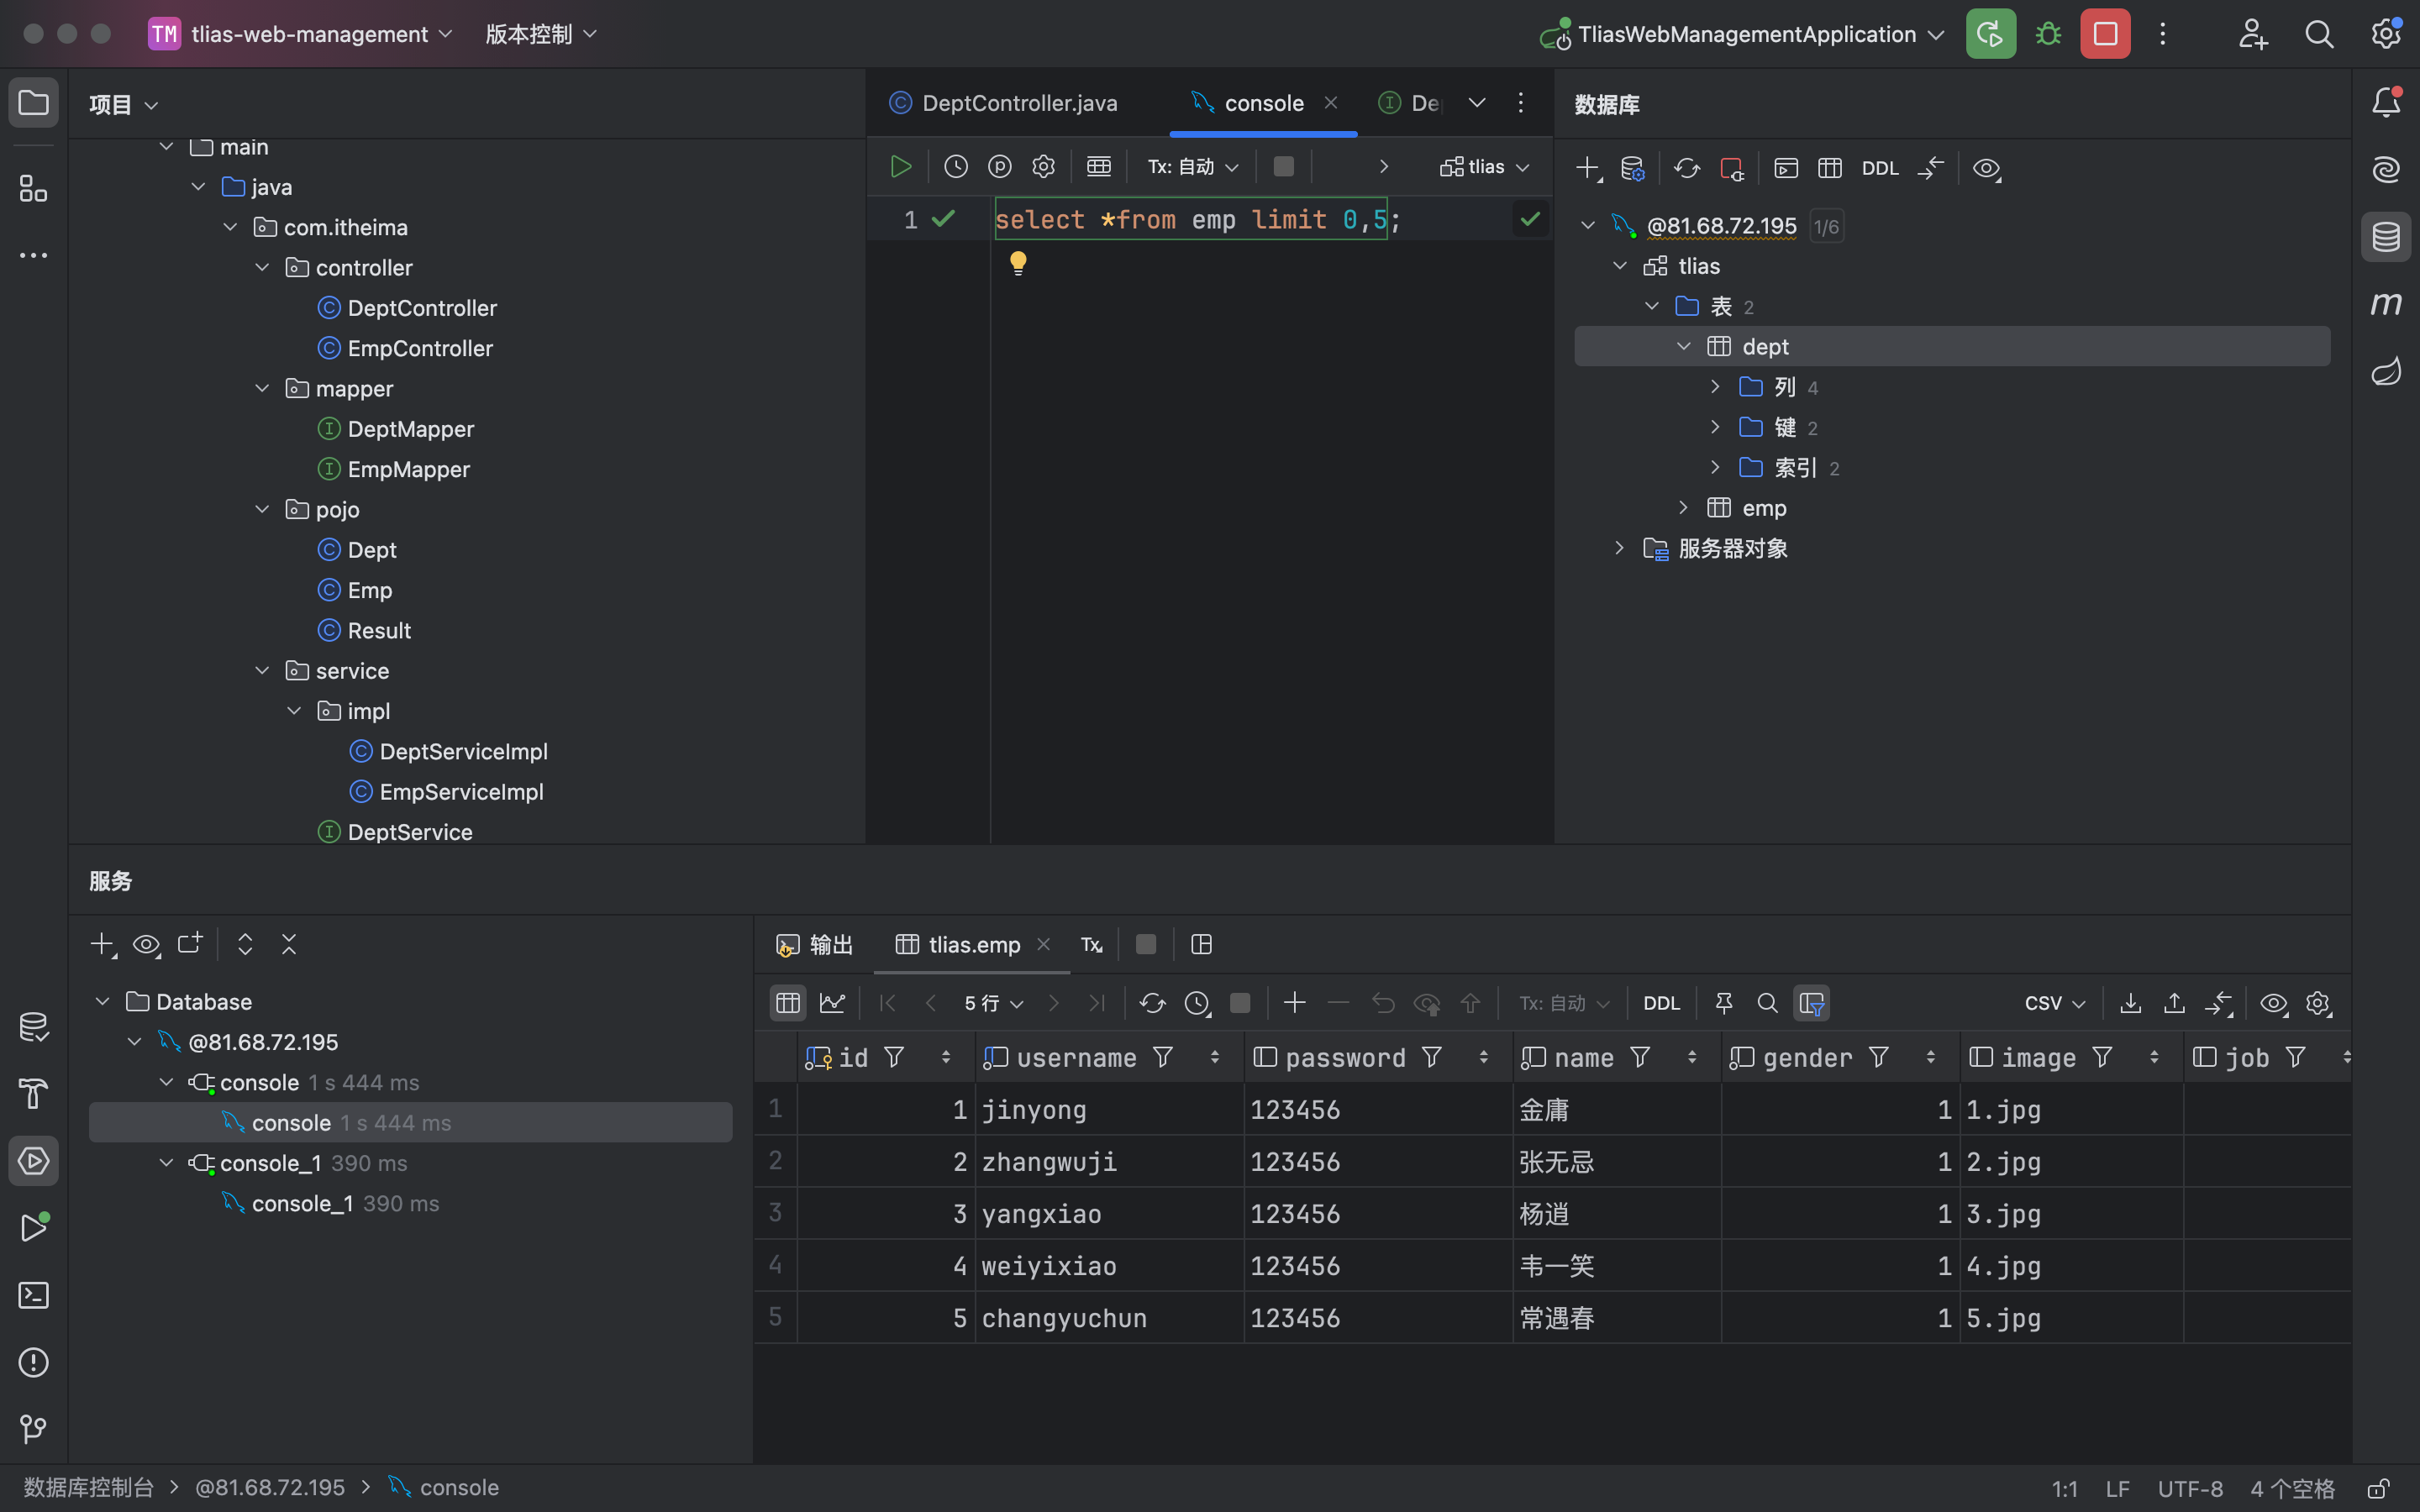 TM tlias-web-management 版本控制 TliasWebManagementApplication
项目
main
java
com.itheima
controller
DeptController
EmpController
mapper
DeptMapper
EmpMapper
pojo
Dept
Emp
Result
service
impl
DeptServiceImpl
EmpServiceImpl
DeptService
DeptController.java console De
Tx: 自动 tlias
1 select *from emp limit 0,5;
数据库
DDL
@81.68.72.195 1/6
tlias
表 2
dept
列 4
键 2
索引 2
emp
服务器对象
m
服务
Database
@81.68.72.195
console 1 s 444 ms
console 1 s 444 ms
console_1 390 ms
console_1 390 ms
输出 tlias.emp Tx
5 行 Tx: 自动 DDL CSV
id username password name gender image job
1 1 jinyong 123456 金庸 1 1.jpg
2 2 zhangwuji 123456 张无忌 1 2.jpg
3 3 yangxiao 123456 杨逍 1 3.jpg
4 4 weiyixiao 123456 韦一笑 1 4.jpg
5 5 changyuchun 123456 常遇春 1 5.jpg
数据库控制台 @81.68.72.195 console 1:1 LF UTF-8 4 个空格